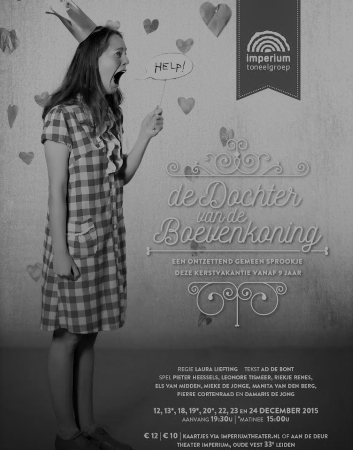 imperium
toneelgroep
HELP!
de Dochter
van de
Boevenkoning
EEN ONTZETTEND GEMEEN SPROOKJE
DEZE KERSTVAKANTIE VANAF 9 JAAR
REGIE LAURA LIEFTING TEKST AD DE BONT
SPEL PIETER HEERSELS, LEONORE TISMEER, RIEKJE RENES,
ELS VAN MIDDEN, MIEKE DE JONGE, MANITA VAN DEN BERG,
PIERRE CORTENRAAD EN DAMARIS DE JONG
12, 13*, 18, 19*, 20*, 22, 23 EN 24 DECEMBER 2015
AANVANG 19:30U | *MATINEE 15:00U
€ 12 | € 10 | KAARTJES VIA IMPERIUMTHEATER.NL OF AAN DE DEUR
THEATER IMPERIUM, OUDE VEST 33e LEIDEN